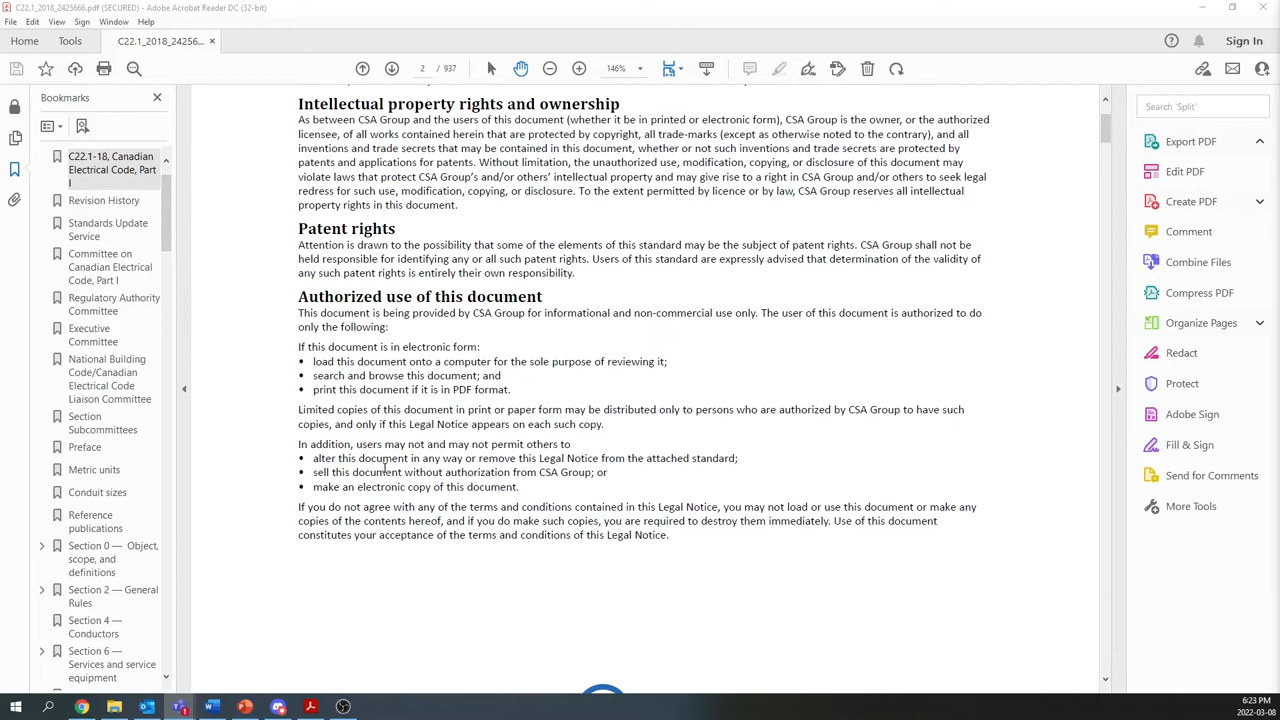 C22.1_2018_2425666.pdf (SECURED) - Adobe Acrobat Reader DC (32-bit)
File Edit View Sign Window Help
Home Tools C22.1_2018_24256... × Sign In
2 / 937 146%
Bookmarks
C22.1-18, Canadian
Electrical Code, Part
I
Revision History
Standards Update
Service
Committee on
Canadian Electrical
Code, Part I
Regulatory Authority
Committee
Executive
Committee
National Building
Code/Canadian
Electrical Code
Liaison Committee
Section
Subcommittees
Preface
Metric units
Conduit sizes
Reference
publications
Section 0 — Object,
scope, and
definitions
Section 2 — General
Rules
Section 4 —
Conductors
Section 6 —
Services and service
equipment
Intellectual property rights and ownership
As between CSA Group and the users of this document (whether it be in printed or electronic form), CSA Group is the owner, or the authorized
licensee, of all works contained herein that are protected by copyright, all trade-marks (except as otherwise noted to the contrary), and all
inventions and trade secrets that may be contained in this document, whether or not such inventions and trade secrets are protected by
patents and applications for patents. Without limitation, the unauthorized use, modification, copying, or disclosure of this document may
violate laws that protect CSA Group's and/or others' intellectual property and may give rise to a right in CSA Group and/or others to seek legal
redress for such use, modification, copying, or disclosure. To the extent permitted by licence or by law, CSA Group reserves all intellectual
property rights in this document.
Patent rights
Attention is drawn to the possibility that some of the elements of this standard may be the subject of patent rights. CSA Group shall not be
held responsible for identifying any or all such patent rights. Users of this standard are expressly advised that determination of the validity of
any such patent rights is entirely their own responsibility.
Authorized use of this document
This document is being provided by CSA Group for informational and non-commercial use only. The user of this document is authorized to do
only the following:
If this document is in electronic form:
• load this document onto a computer for the sole purpose of reviewing it;
• search and browse this document; and
• print this document if it is in PDF format.
Limited copies of this document in print or paper form may be distributed only to persons who are authorized by CSA Group to have such
copies, and only if this Legal Notice appears on each such copy.
In addition, users may not and may not permit others to
• alter this document in any way or remove this Legal Notice from the attached standard;
• sell this document without authorization from CSA Group; or
• make an electronic copy of this document.
If you do not agree with any of the terms and conditions contained in this Legal Notice, you may not load or use this document or make any
copies of the contents hereof, and if you do make such copies, you are required to destroy them immediately. Use of this document
constitutes your acceptance of the terms and conditions of this Legal Notice.
Search 'Split'
Export PDF
Edit PDF
Create PDF
Comment
Combine Files
Compress PDF
Organize Pages
Redact
Protect
Adobe Sign
Fill & Sign
Send for Comments
More Tools
6:23 PM
2022-03-08